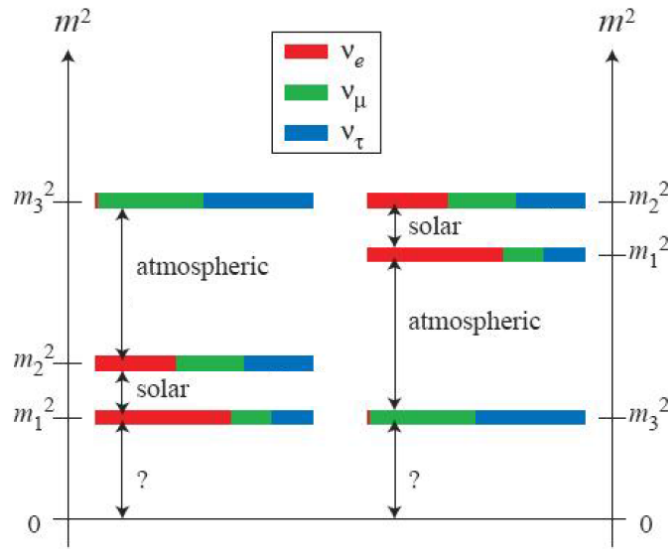 m² m²
νe
νμ
ντ
m₃² m₂²
solar
m₁²
atmospheric
atmospheric
m₂²
solar
m₁² m₃²
? ?
0 0